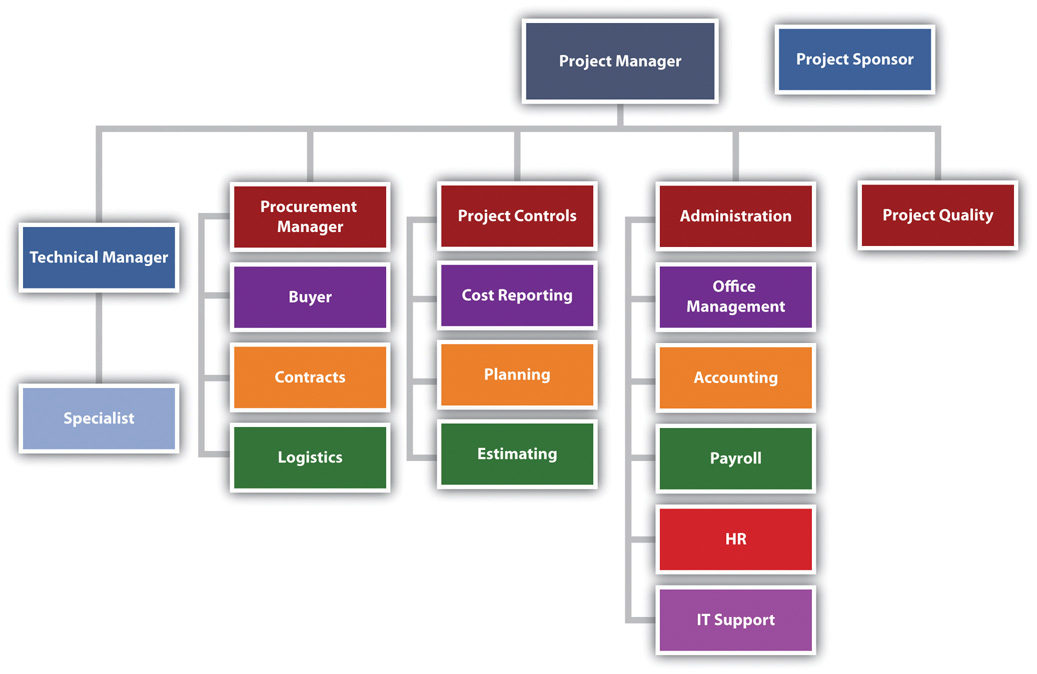 Project Manager
Project Sponsor
Technical Manager
Specialist
Procurement
Manager
Buyer
Contracts
Logistics
Project Controls
Cost Reporting
Planning
Estimating
Administration
Office
Management
Accounting
Payroll
HR
IT Support
Project Quality